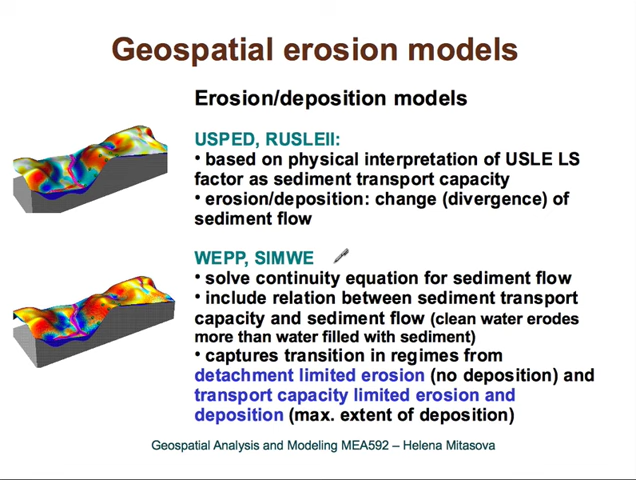 Geospatial erosion models
Erosion/deposition models
USPED, RUSLEII:
• based on physical interpretation of USLE LS
factor as sediment transport capacity
• erosion/deposition: change (divergence) of
sediment flow
WEPP, SIMWE
• solve continuity equation for sediment flow
• include relation between sediment transport
capacity and sediment flow (clean water erodes
more than water filled with sediment)
• captures transition in regimes from
detachment limited erosion (no deposition) and
transport capacity limited erosion and
deposition (max. extent of deposition)
Geospatial Analysis and Modeling MEA592 – Helena Mitasova